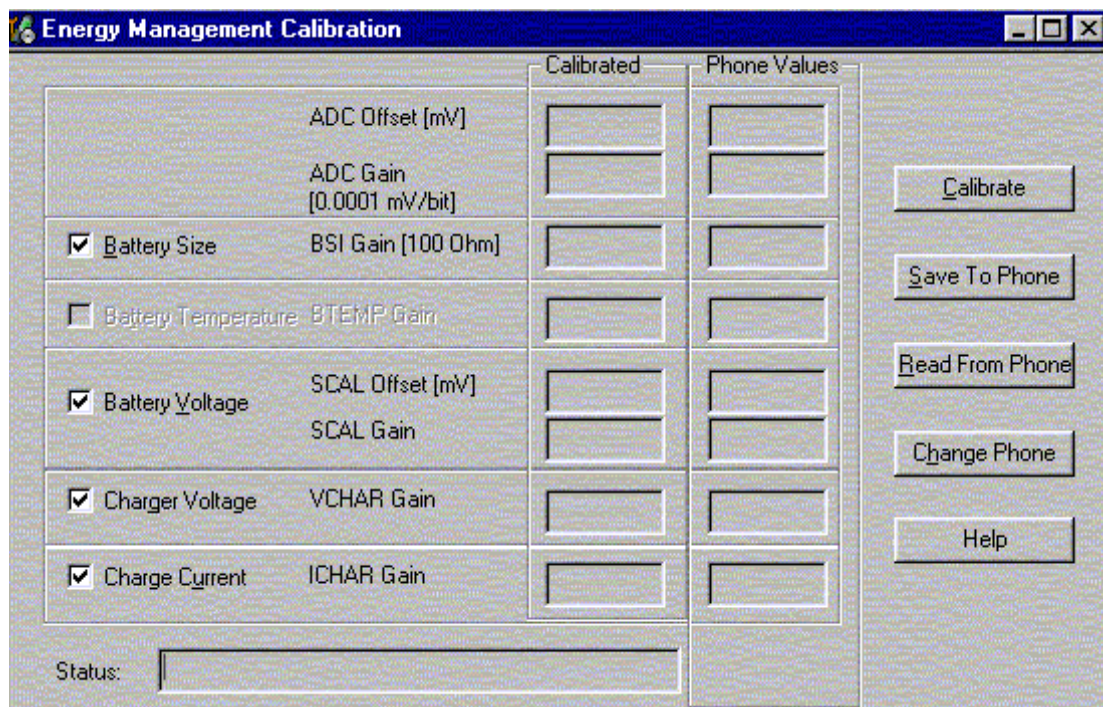 Energy Management Calibration
Calibrated Phone Values
ADC Offset [mV]
ADC Gain
[0.0001 mV/bit]
Calibrate
Battery Size BSI Gain [100 Ohm]
Save To Phone
Battery Temperature BTEMP Gain
Read From Phone
SCAL Offset [mV]
Battery Voltage
SCAL Gain
Change Phone
Charger Voltage VCHAR Gain
Help
Charge Current ICHAR Gain
Status: